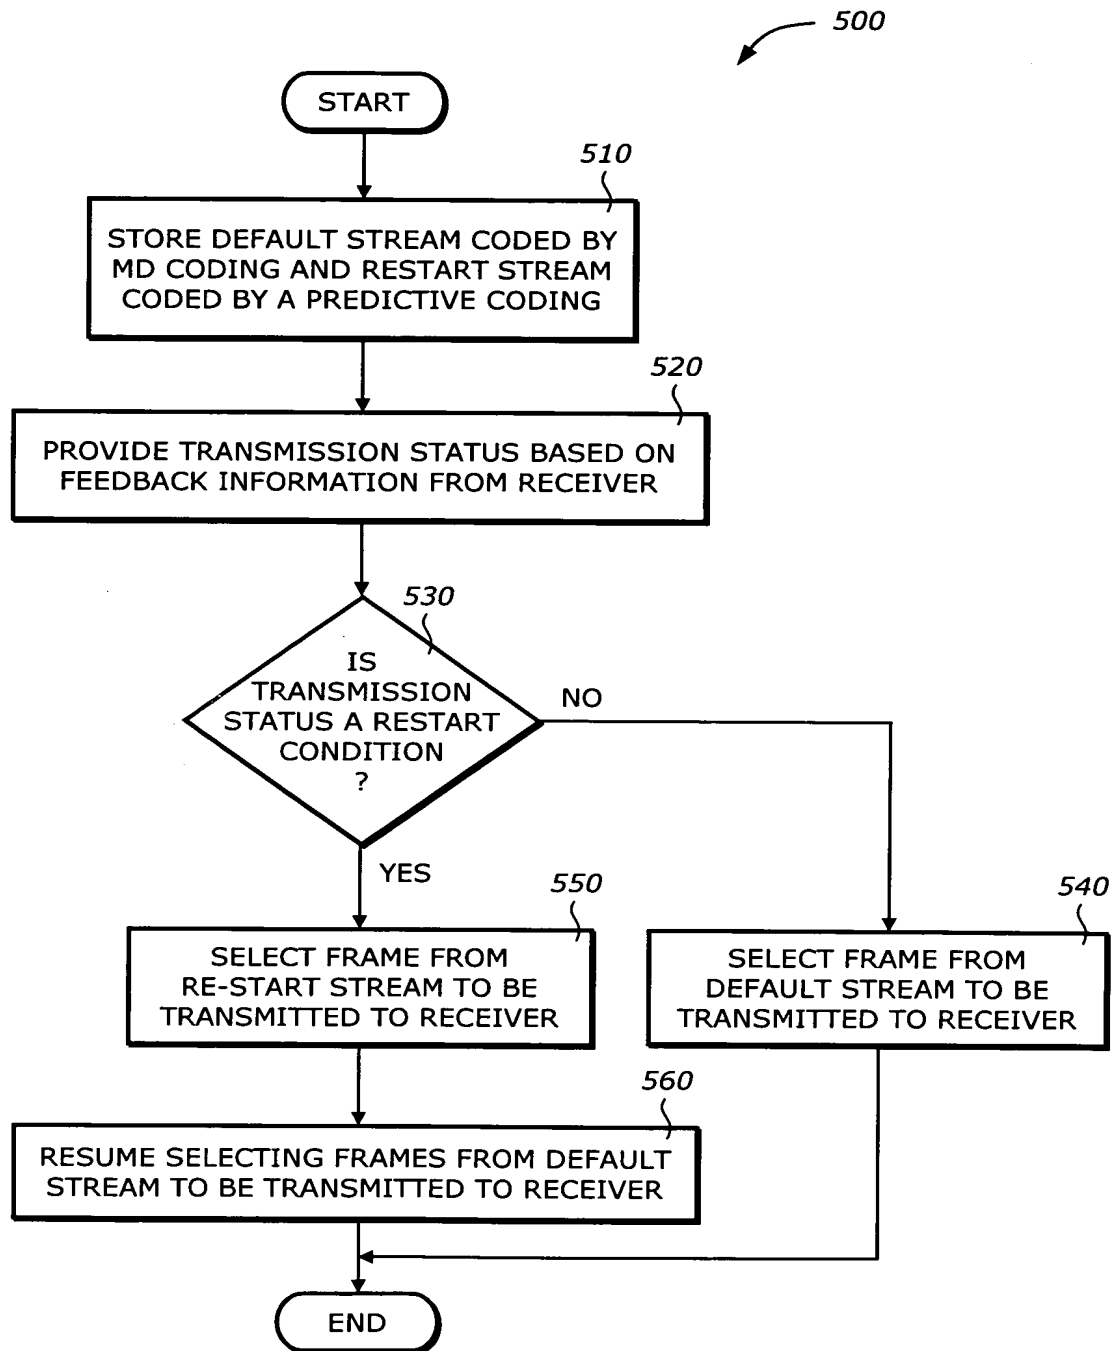 500
START
510
STORE DEFAULT STREAM CODED BY
MD CODING AND RESTART STREAM
CODED BY A PREDICTIVE CODING
520
PROVIDE TRANSMISSION STATUS BASED ON
FEEDBACK INFORMATION FROM RECEIVER
530
IS
TRANSMISSION
STATUS A RESTART
CONDITION
?
NO
YES
550
SELECT FRAME FROM
RE-START STREAM TO BE
TRANSMITTED TO RECEIVER
540
SELECT FRAME FROM
DEFAULT STREAM TO BE
TRANSMITTED TO RECEIVER
560
RESUME SELECTING FRAMES FROM DEFAULT
STREAM TO BE TRANSMITTED TO RECEIVER
END